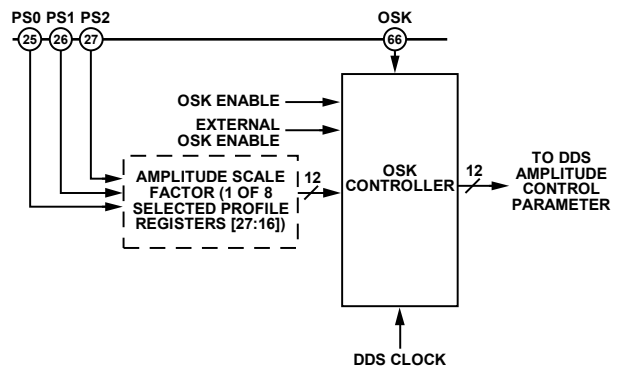 PS0 PS1 PS2
OSK
25 26 27
66
OSK ENABLE
EXTERNAL
OSK ENABLE
AMPLITUDE SCALE
FACTOR (1 OF 8
SELECTED PROFILE
REGISTERS [27:16])
12
OSK
CONTROLLER
12
TO DDS
AMPLITUDE
CONTROL
PARAMETER
DDS CLOCK